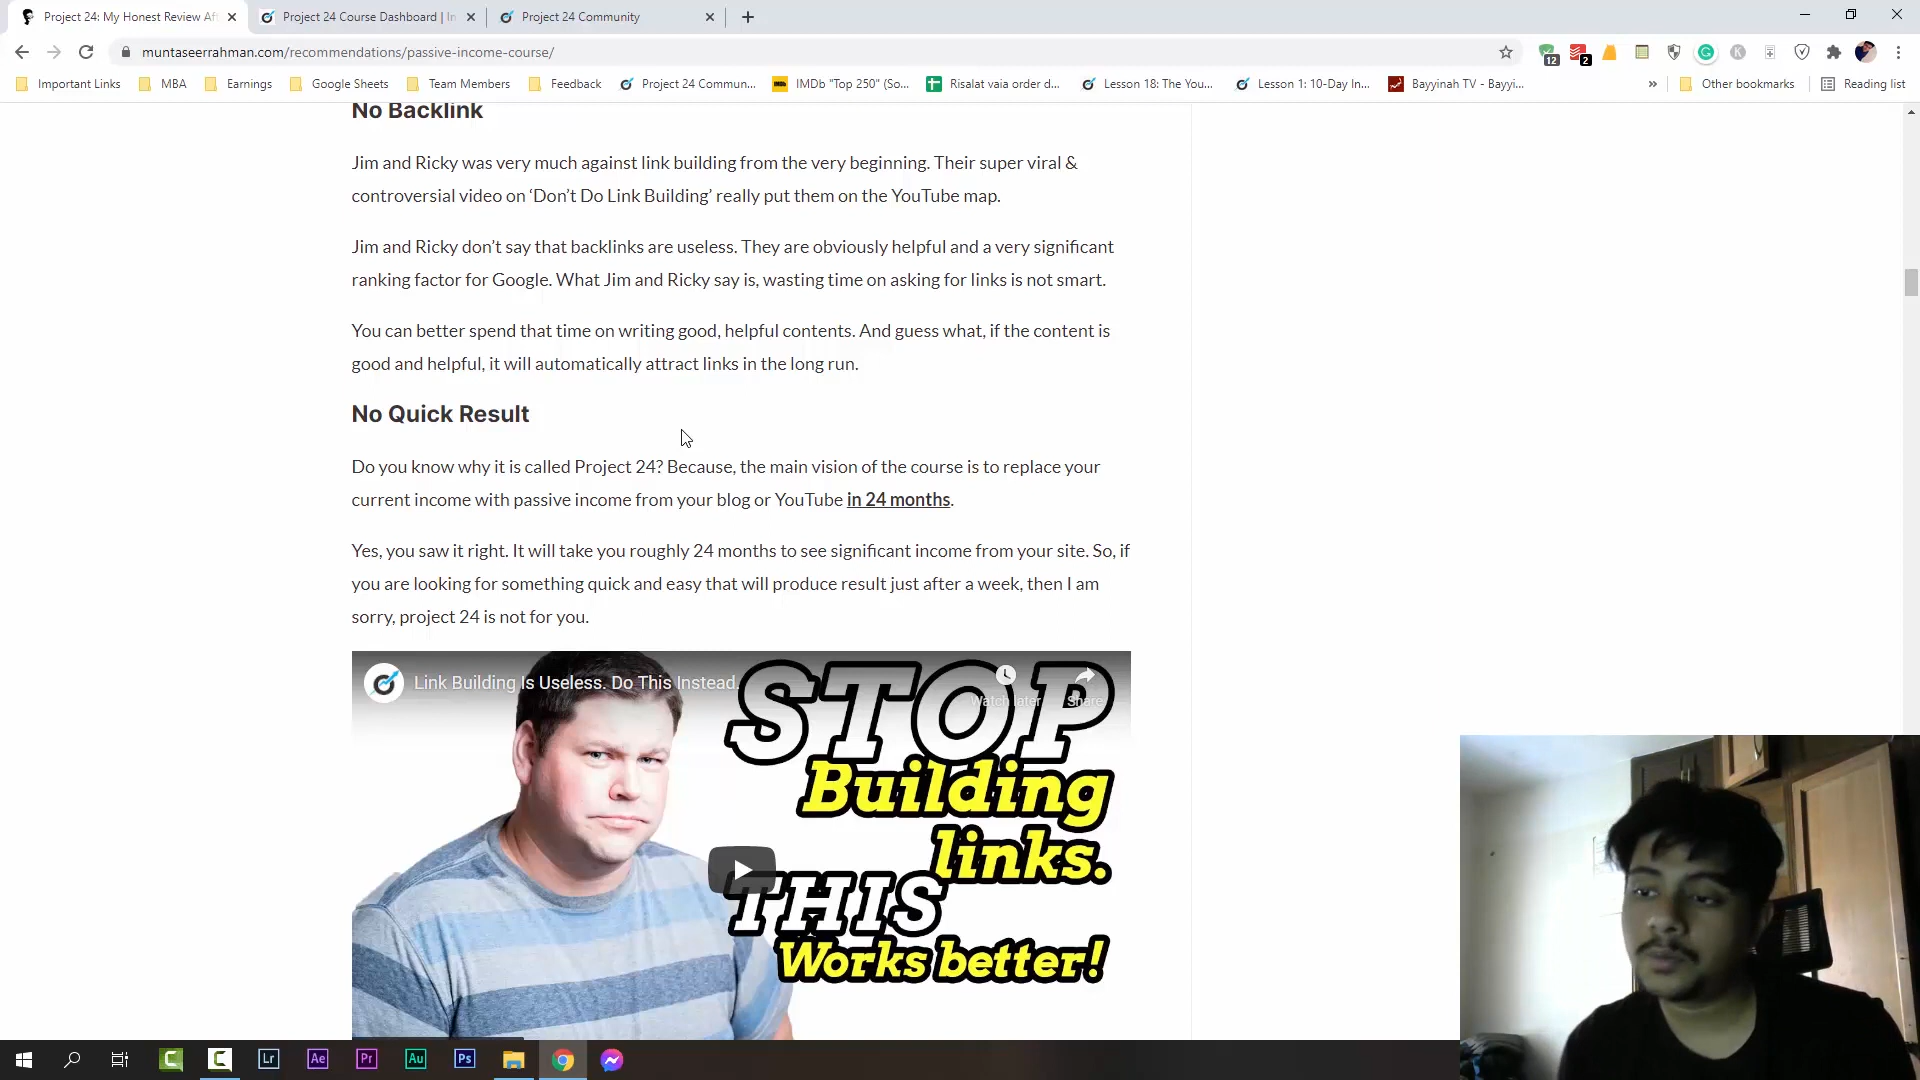 Project 24: My Honest Review Af
Project 24 Course Dashboard | In
Project 24 Community
muntaseerrahman.com/recommendations/passive-income-course/
12
2
Important Links
MBA
Earnings
Google Sheets
Team Members
Feedback
Project 24 Commun...
IMDb "Top 250" (So...
Risalat vaia order d...
Lesson 18: The You...
Lesson 1: 10-Day In...
Bayyinah TV - Bayyi...
»
Other bookmarks
Reading list
No Backlink
Jim and Ricky was very much against link building from the very beginning. Their super viral &
controversial video on ‘Don’t Do Link Building’ really put them on the YouTube map.
Jim and Ricky don’t say that backlinks are useless. They are obviously helpful and a very significant
ranking factor for Google. What Jim and Ricky say is, wasting time on asking for links is not smart.
You can better spend that time on writing good, helpful contents. And guess what, if the content is
good and helpful, it will automatically attract links in the long run.
No Quick Result
Do you know why it is called Project 24? Because, the main vision of the course is to replace your
current income with passive income from your blog or YouTube in 24 months.
Yes, you saw it right. It will take you roughly 24 months to see significant income from your site. So, if
you are looking for something quick and easy that will produce result just after a week, then I am
sorry, project 24 is not for you.
Link Building Is Useless. Do This Instead.
Watch later
Share
STOP
Building
links.
THIS
Works better!
Lr
Ae
Pr
Au
Ps